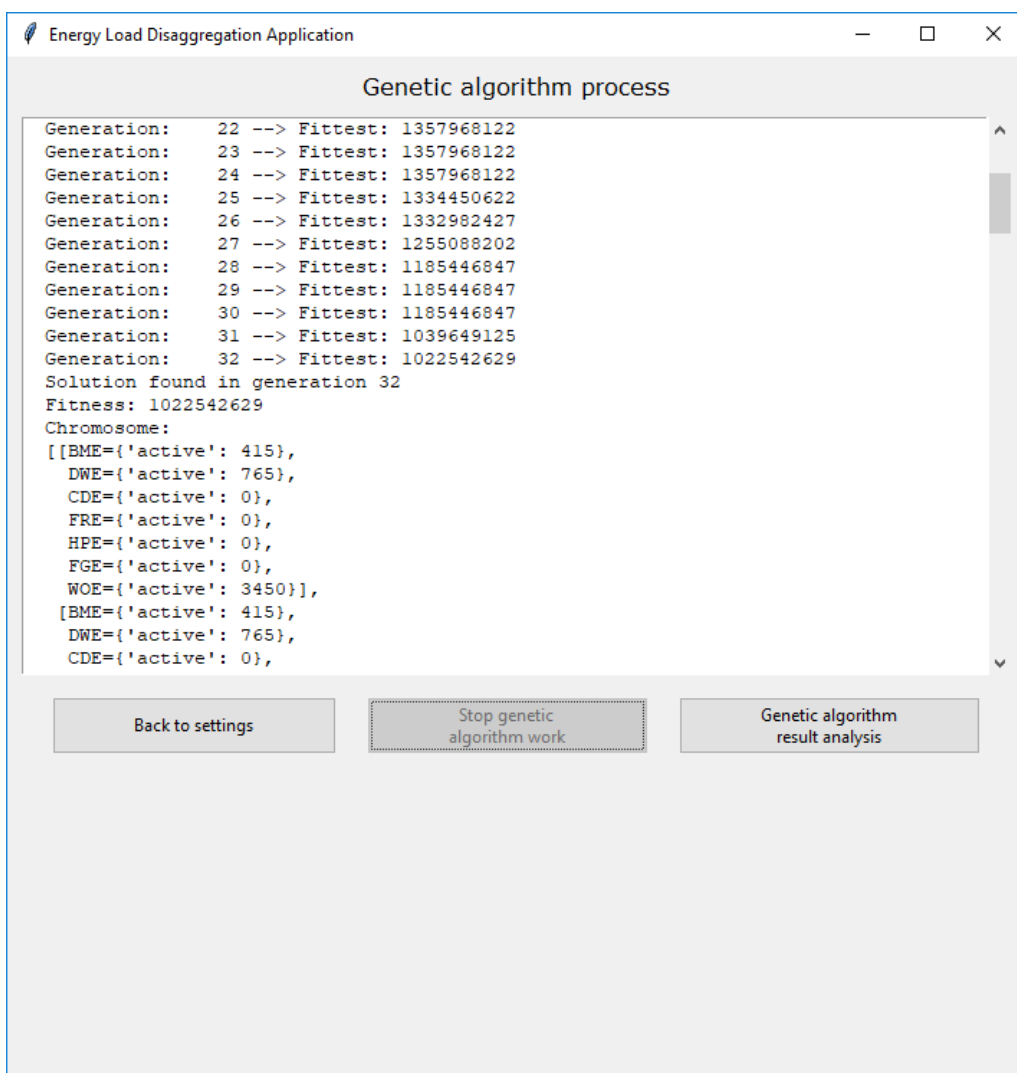 Energy Load Disaggregation Application
Genetic algorithm process
Generation:    22 --> Fittest: 1357968122
Generation:    23 --> Fittest: 1357968122
Generation:    24 --> Fittest: 1357968122
Generation:    25 --> Fittest: 1334450622
Generation:    26 --> Fittest: 1332982427
Generation:    27 --> Fittest: 1255088202
Generation:    28 --> Fittest: 1185446847
Generation:    29 --> Fittest: 1185446847
Generation:    30 --> Fittest: 1185446847
Generation:    31 --> Fittest: 1039649125
Generation:    32 --> Fittest: 1022542629
Solution found in generation 32
Fitness: 1022542629
Chromosome:
[[BME={'active': 415},
  DWE={'active': 765},
  CDE={'active': 0},
  FRE={'active': 0},
  HPE={'active': 0},
  FGE={'active': 0},
  WOE={'active': 3450}],
 [BME={'active': 415},
  DWE={'active': 765},
  CDE={'active': 0},
Back to settings
Stop genetic
algorithm work
Genetic algorithm
result analysis